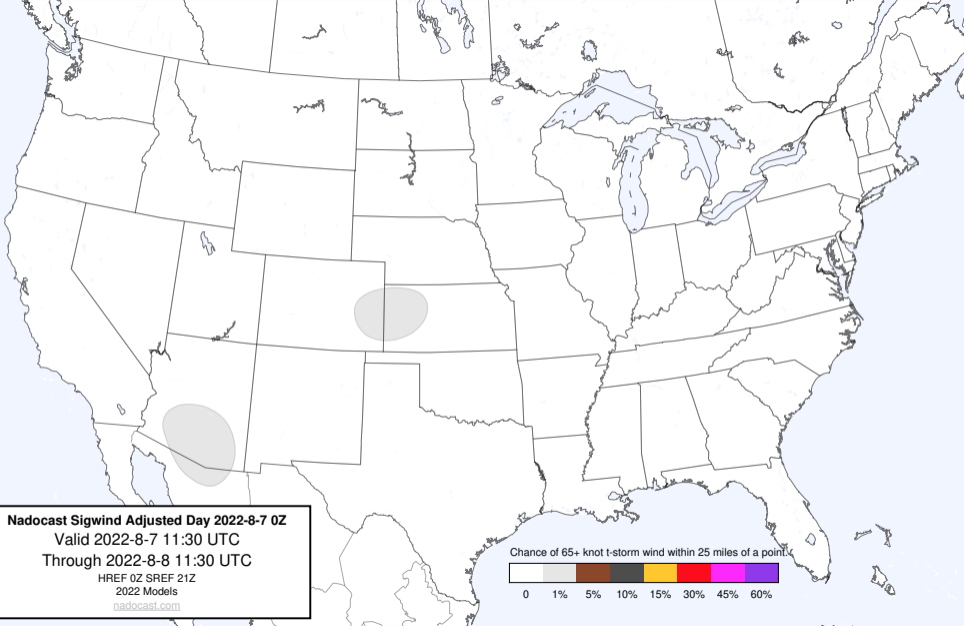 Nadocast Sigwind Adjusted Day 2022-8-7 0Z
Valid 2022-8-7 11:30 UTC
Through 2022-8-8 11:30 UTC
HREF 0Z SREF 21Z
2022 Models
nadocast.com
Chance of 65+ knot t-storm wind within 25 miles of a point.
0 1% 5% 10% 15% 30% 45% 60%